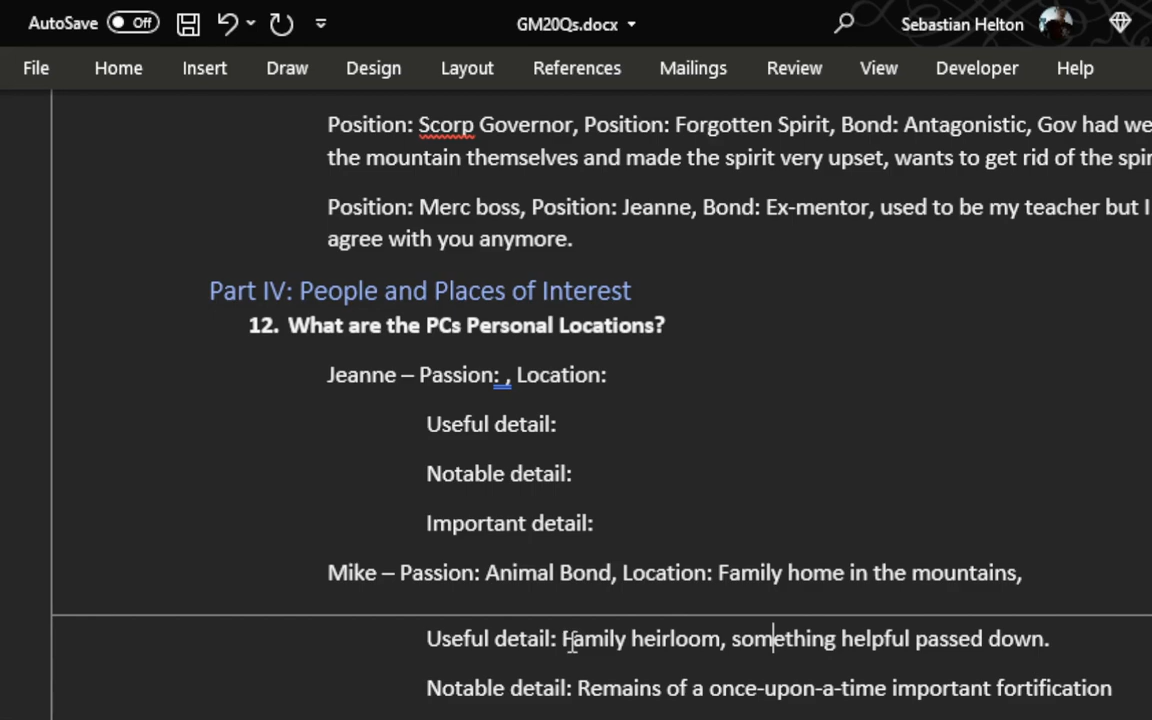 AutoSave Off GM20Qs.docx Sebastian Helton
File Home Insert Draw Design Layout References Mailings Review View Developer Help
Position: Scorp Governor, Position: Forgotten Spirit, Bond: Antagonistic, Gov had we
the mountain themselves and made the spirit very upset, wants to get rid of the spir
Position: Merc boss, Position: Jeanne, Bond: Ex-mentor, used to be my teacher but I
agree with you anymore.
Part IV: People and Places of Interest
12. What are the PCs Personal Locations?
Jeanne – Passion: , Location:
Useful detail:
Notable detail:
Important detail:
Mike – Passion: Animal Bond, Location: Family home in the mountains,
Useful detail: Family heirloom, something helpful passed down.
Notable detail: Remains of a once-upon-a-time important fortification